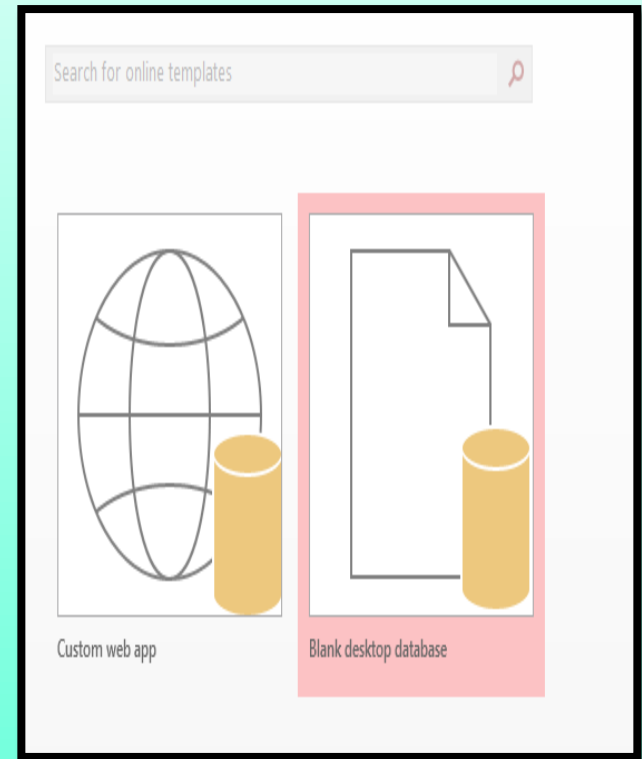 Search for online templates
Custom web app
Blank desktop database